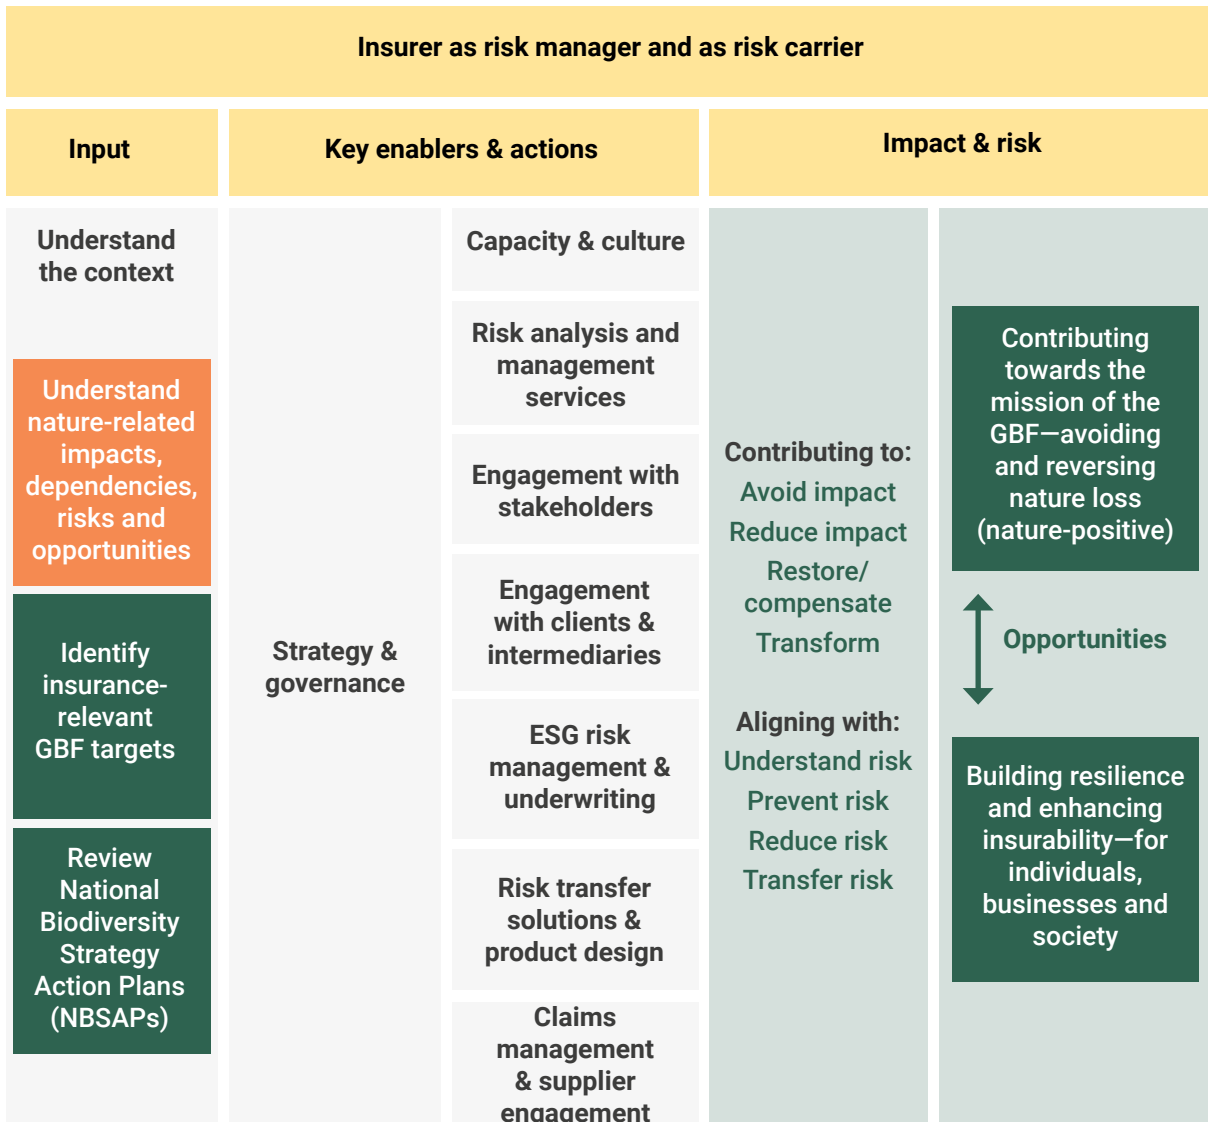 Insurer as risk manager and as risk carrier
Input
Key enablers & actions
Impact & risk
Understand
the context
Understand
nature-related
impacts,
dependencies,
risks and
opportunities
Identify
insurance-
relevant
GBF targets
Review
National
Biodiversity
Strategy
Action Plans
(NBSAPs)
Strategy &
governance
Capacity & culture
Risk analysis and
management
services
Engagement with
stakeholders
Engagement
with clients &
intermediaries
ESG risk
management &
underwriting
Risk transfer
solutions &
product design
Claims
management
& supplier
engagement
Contributing to:
Avoid impact
Reduce impact
Restore/
compensate
Transform
Aligning with:
Understand risk
Prevent risk
Reduce risk
Transfer risk
Contributing
towards the
mission of the
GBF—avoiding
and reversing
nature loss
(nature-positive)
Opportunities
Building resilience
and enhancing
insurability—for
individuals,
businesses and
society